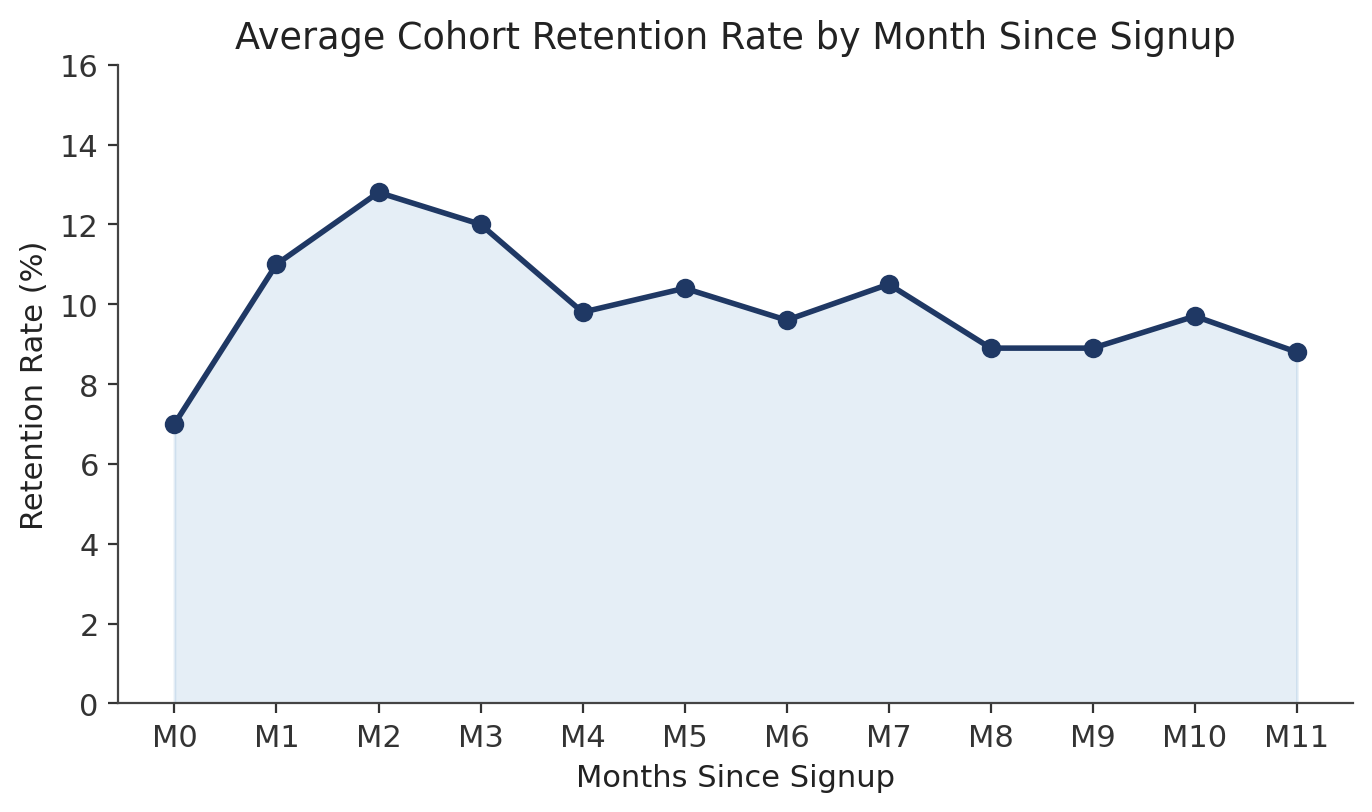 Average Cohort Retention Rate by Month Since Signup
16
14
12
10
8
6
4
2
0
Retention Rate (%)
M0 M1 M2 M3 M4 M5 M6 M7 M8 M9 M10 M11
Months Since Signup